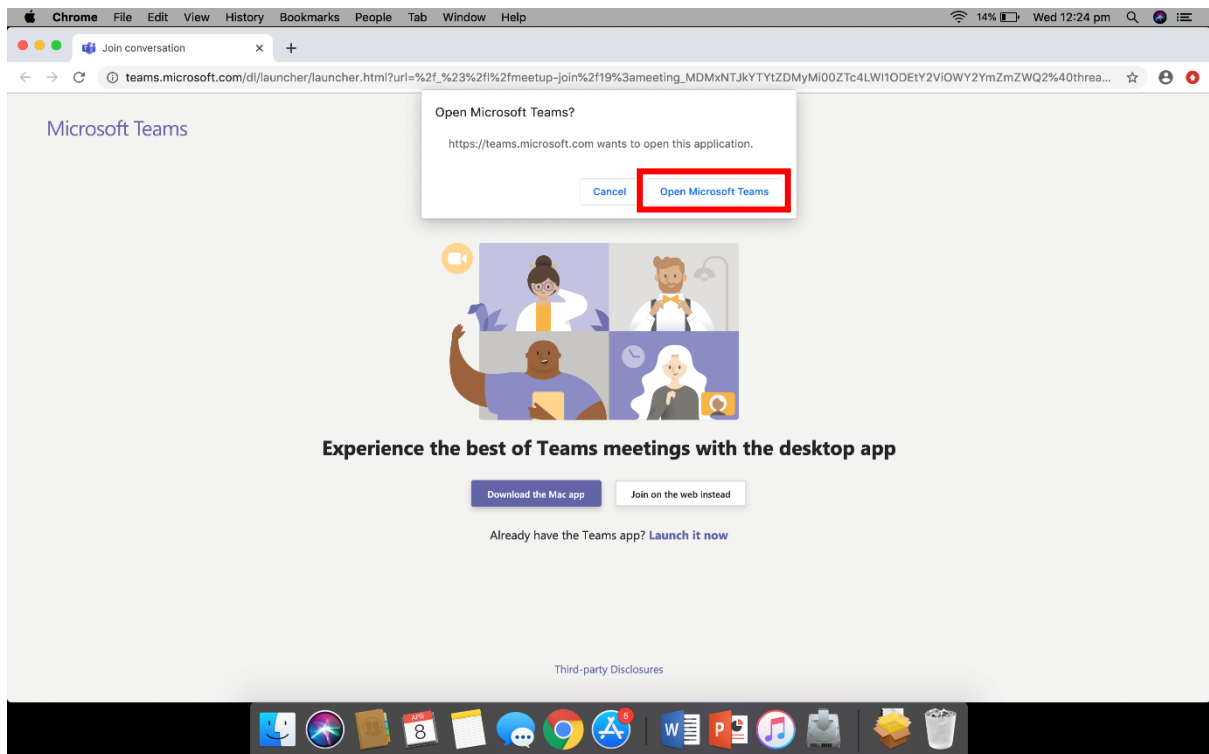 Chrome File Edit View History Bookmarks People Tab Window Help 14% Wed 12:24 pm
Join conversation
teams.microsoft.com/dl/launcher/launcher.html?url=%2f_%23%2fl%2fmeetup-join%2f19%3ameeting_MDMxNTJkYTYtZDMyMi00ZTc4LWI1ODEtY2ViOWY2YmZmZWQ2%40threa...
Open Microsoft Teams?
Microsoft Teams
https://teams.microsoft.com wants to open this application.
Cancel Open Microsoft Teams
Experience the best of Teams meetings with the desktop app
Download the Mac app Join on the web instead
Already have the Teams app? Launch it now
Third-party Disclosures
APR
8
5
W
P